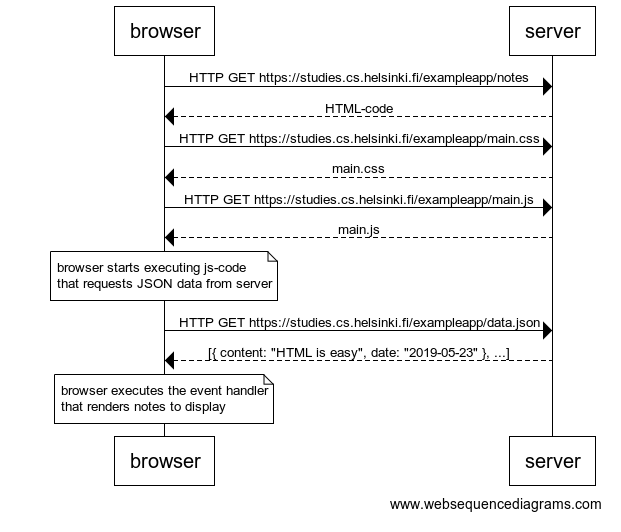 browser
server
HTTP GET https://studies.cs.helsinki.fi/exampleapp/notes
HTML-code
HTTP GET https://studies.cs.helsinki.fi/exampleapp/main.css
main.css
HTTP GET https://studies.cs.helsinki.fi/exampleapp/main.js
main.js
browser starts executing js-code
that requests JSON data from server
HTTP GET https://studies.cs.helsinki.fi/exampleapp/data.json
[{ content: "HTML is easy", date: "2019-05-23" }, ...]
browser executes the event handler
that renders notes to display
browser
server
www.websequencediagrams.com